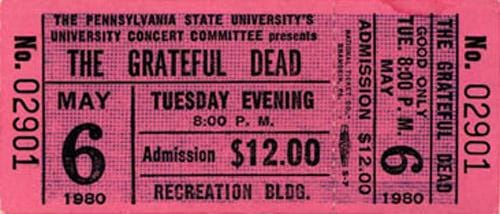 No. 02901
THE PENNSYLVANIA STATE UNIVERSITY'S
UNIVERSITY CONCERT COMMITTEE presents
THE GRATEFUL DEAD
MAY
6
1980
TUESDAY EVENING
8:00 P. M.
Admission $12.00
RECREATION BLDG.
ADMISSION $12.00
GOOD ONLY
TUE. 8:00 P. M.
MAY
6
1980
THE GRATEFUL DEAD
No. 02901